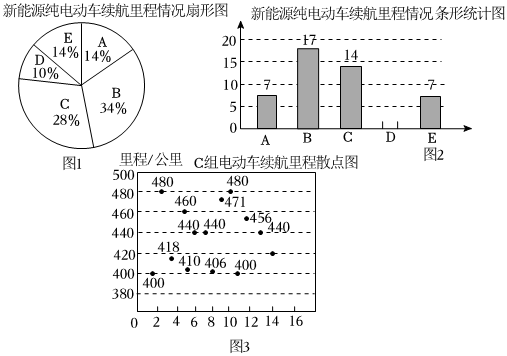 新能源纯电动车续航里程情况扇形图
E
14%
A
14%
D
10%
B
34%
C
28%
图1
新能源纯电动车续航里程情况条形统计图
20
15
10
5
0
7
17
14
7
A
B
C
D
E
图2
里程/公里
C组电动车续航里程散点图
500
480
460
440
420
400
380
0
480
480
460
471
456
440
440
440
418
410
406
400
400
2
4
6
8
10
12
14
16
图3